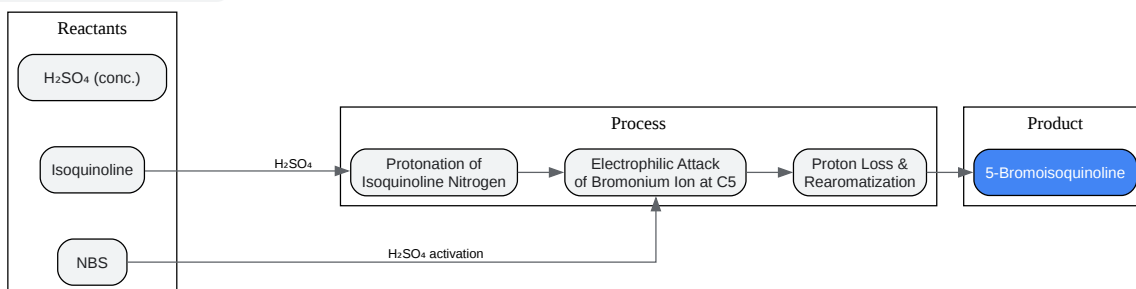 Reactants
H₂SO₄ (conc.)
Isoquinoline
NBS
H₂SO₄
H₂SO₄ activation
Process
Protonation of
Isoquinoline Nitrogen
Electrophilic Attack
of Bromonium Ion at C5
Proton Loss &
Rearomatization
Product
5-Bromoisoquinoline